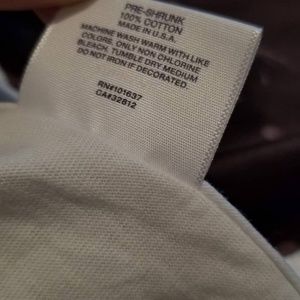 PRE-SHRUNK
100% COTTON
MADE IN U.S.A.
MACHINE WASH WARM WITH LIKE
COLORS, ONLY NON CHLORINE
BLEACH, TUMBLE DRY MEDIUM
DO NOT IRON IF DECORATED.
RN#101637
CA#32812